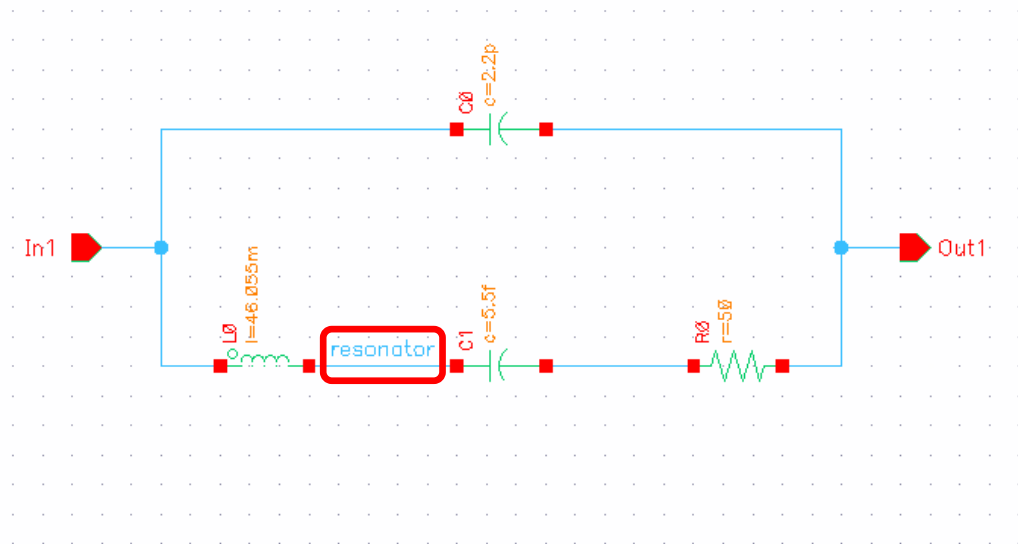 c=2.2p
C0
In1
Out1
l=46.055m
L0
resonator
c=5.5f
C1
r=50
R0